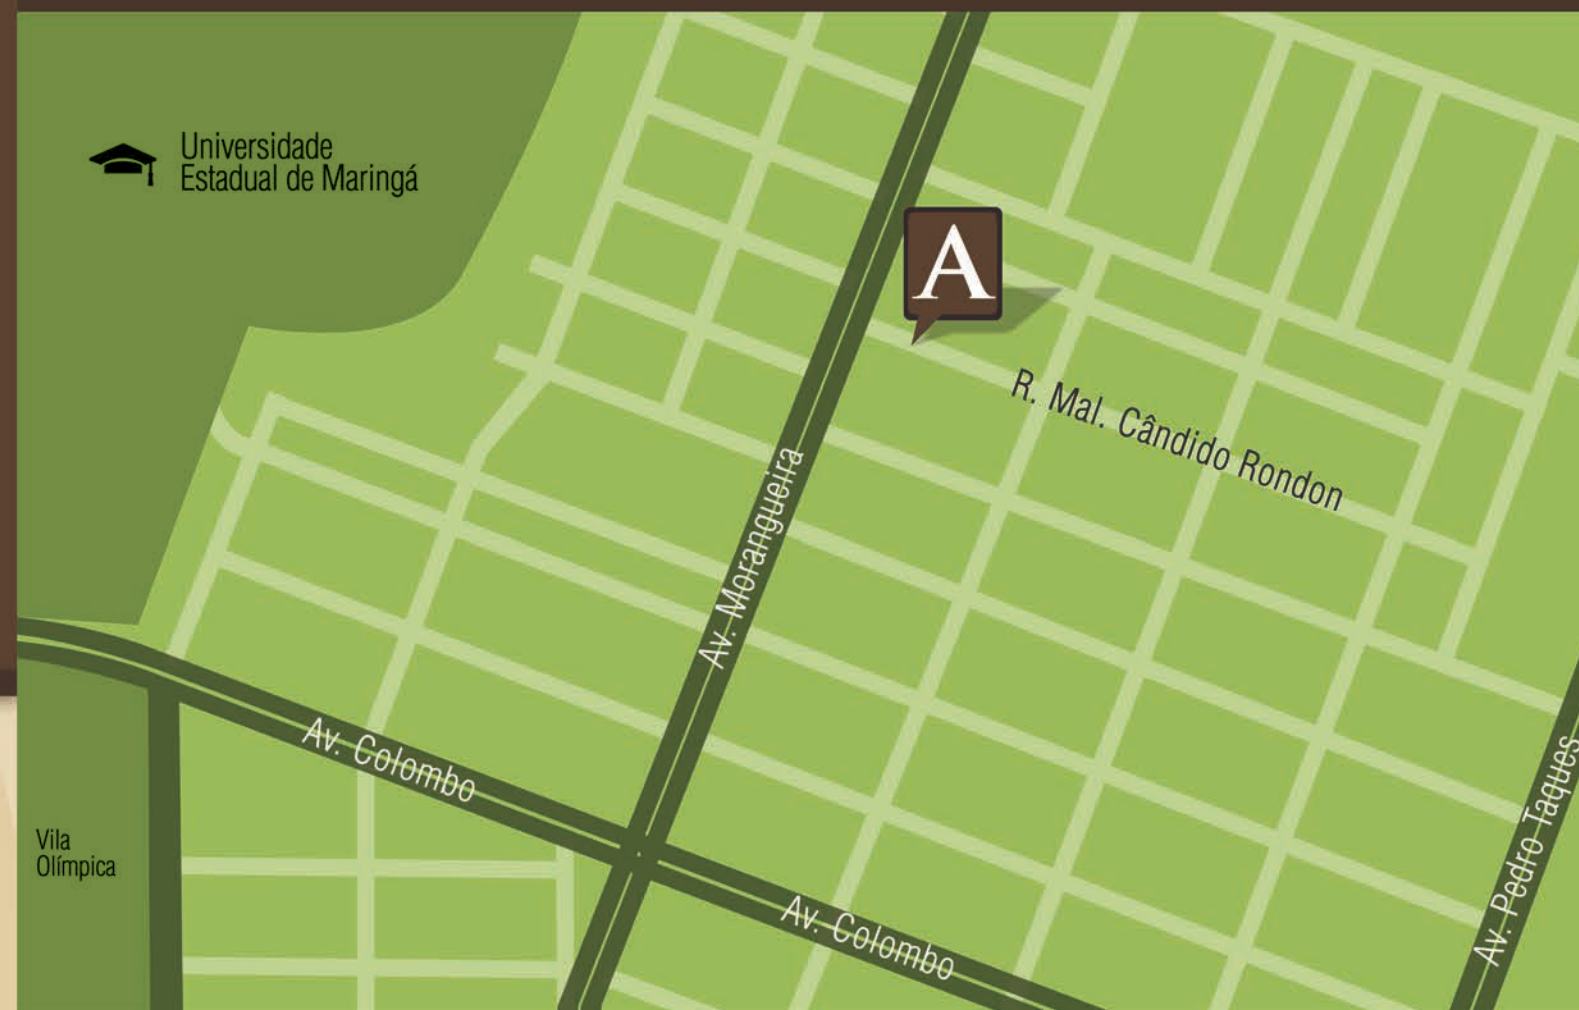 Universidade
Estadual de Maringá
A
R. Mal. Cândido Rondon
Av. Morangueira
Av. Colombo
Av. Pedro Taques
Vila
Olímpica
Av. Colombo